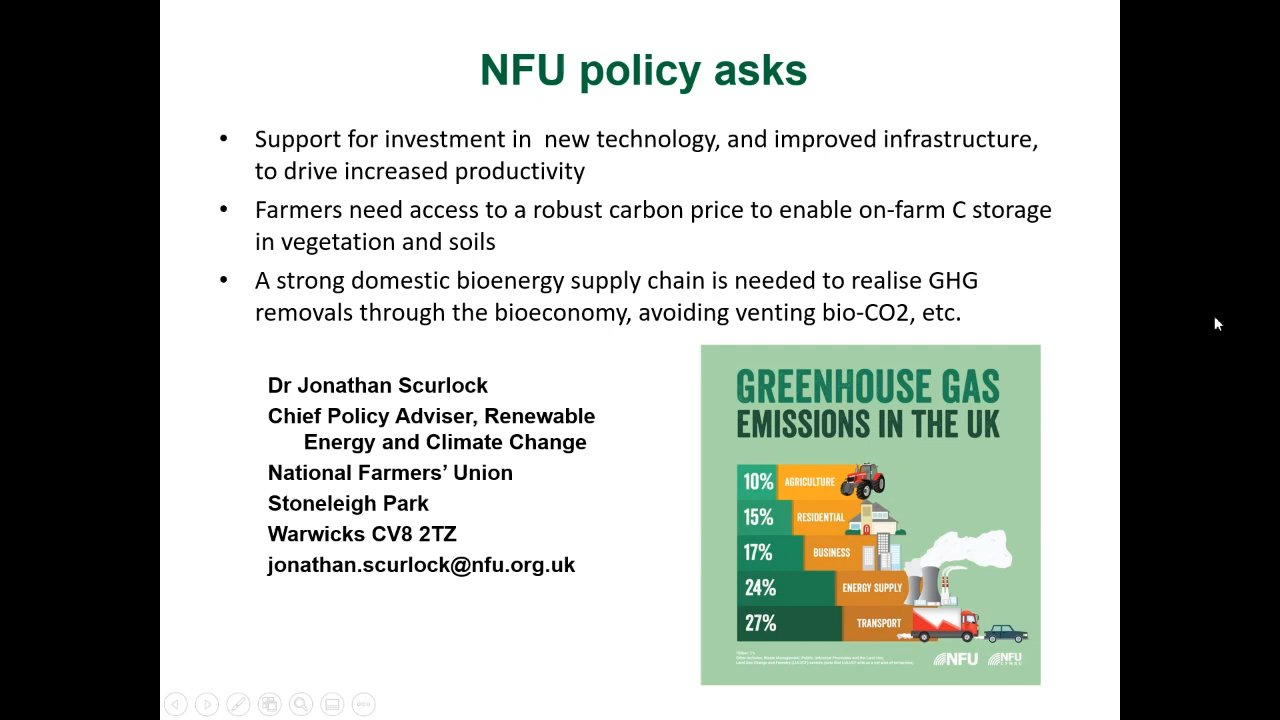 NFU policy asks
• Support for investment in  new technology, and improved infrastructure,
to drive increased productivity
• Farmers need access to a robust carbon price to enable on-farm C storage
in vegetation and soils
• A strong domestic bioenergy supply chain is needed to realise GHG
removals through the bioeconomy, avoiding venting bio-CO2, etc.
Dr Jonathan Scurlock
Chief Policy Adviser, Renewable
Energy and Climate Change
National Farmers’ Union
Stoneleigh Park
Warwicks CV8 2TZ
jonathan.scurlock@nfu.org.uk
GREENHOUSE GAS
EMISSIONS IN THE UK
10% AGRICULTURE
15% RESIDENTIAL
17% BUSINESS
24% ENERGY SUPPLY
27% TRANSPORT
NFU NFU
CYMRU